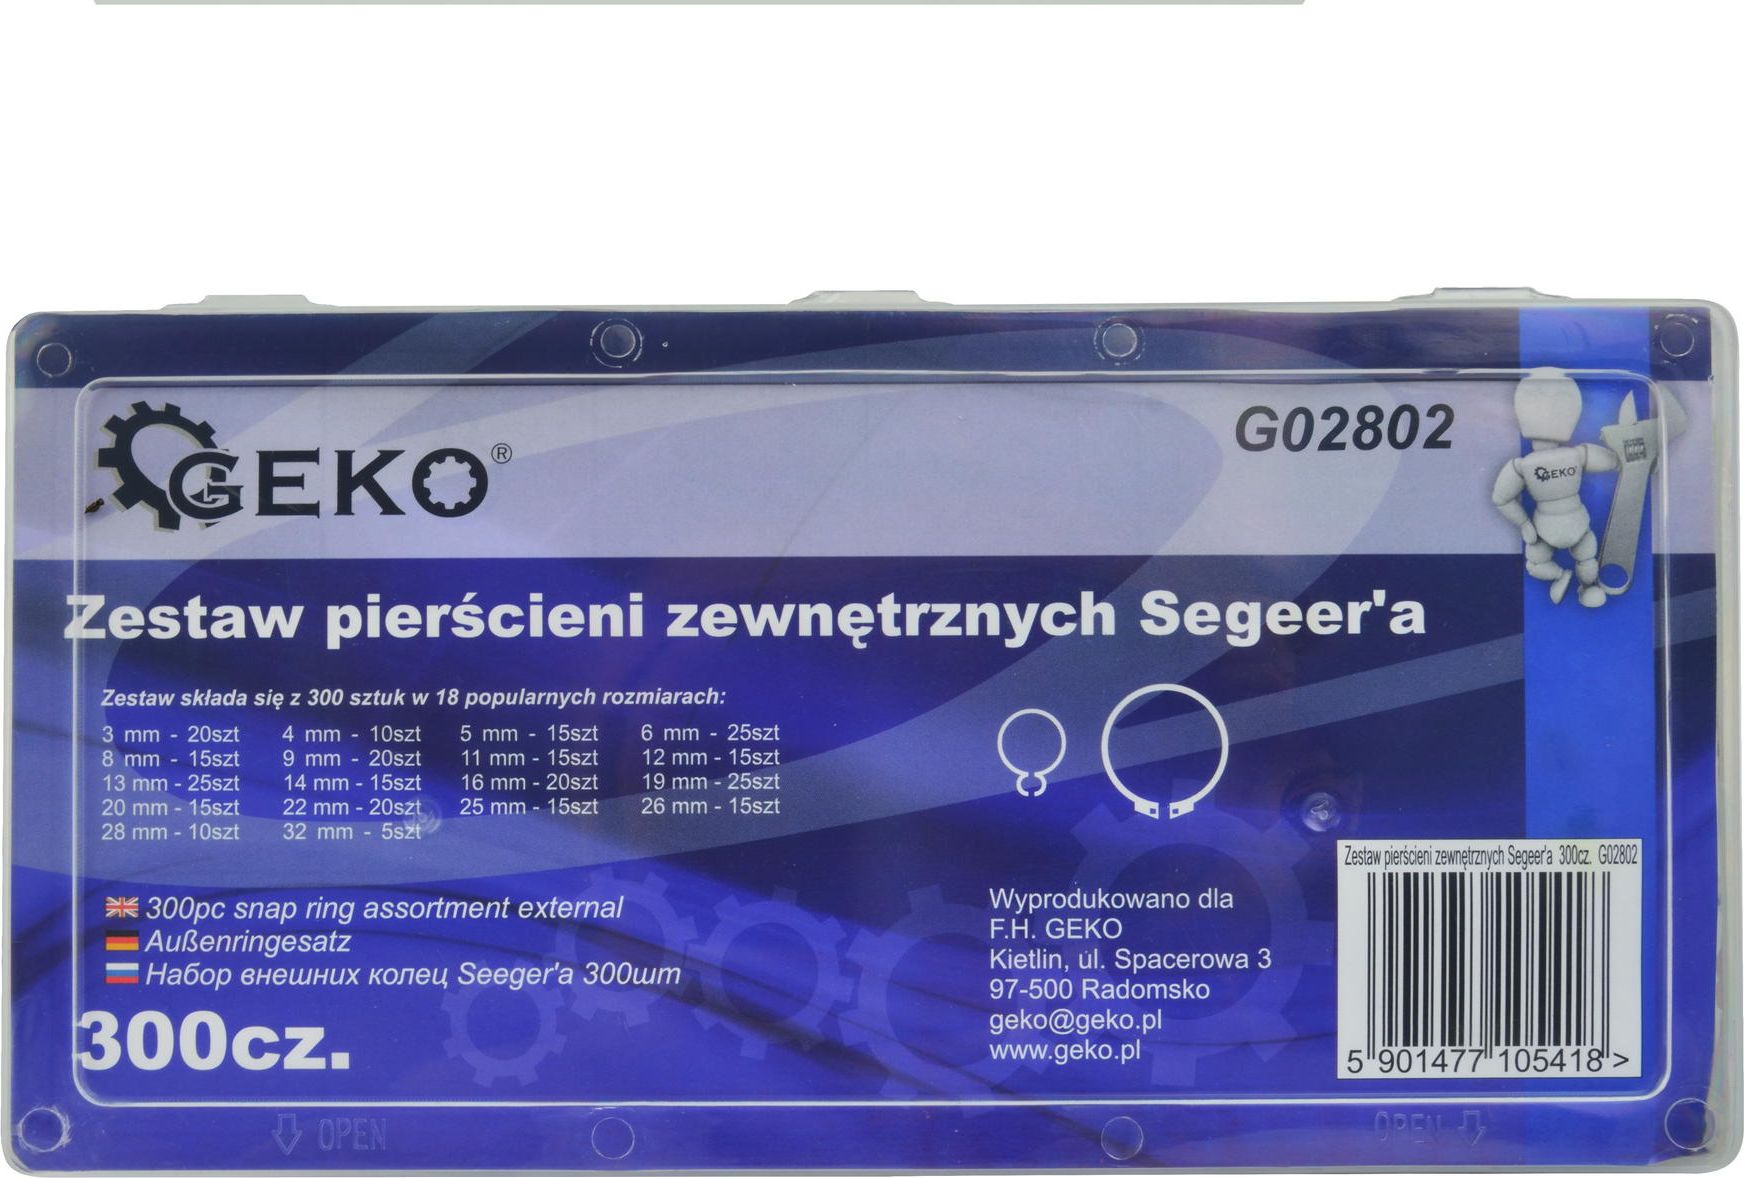 GEKO®
G02802
GEKO
Zestaw pierścieni zewnętrznych Segeer'a
Zestaw składa się z 300 sztuk w 18 popularnych rozmiarach:
3 mm - 20szt 4 mm - 10szt 5 mm - 15szt 6 mm - 25szt
8 mm - 15szt 9 mm - 20szt 11 mm - 15szt 12 mm - 15szt
13 mm - 25szt 14 mm - 15szt 16 mm - 20szt 19 mm - 25szt
20 mm - 15szt 22 mm - 20szt 25 mm - 15szt 26 mm - 15szt
28 mm - 10szt 32 mm - 5szt
300pc snap ring assortment external
Außenringesatz
Набор внешних колец Seeger'a 300шт
300cz.
Wyprodukowano dla
F.H. GEKO
Kietlin, ul. Spacerowa 3
97-500 Radomsko
geko@geko.pl
www.geko.pl
Zestaw pierścieni zewnętrznych Segeer'a 300cz. G02802
5 901477 105418 >
OPEN
OPEN